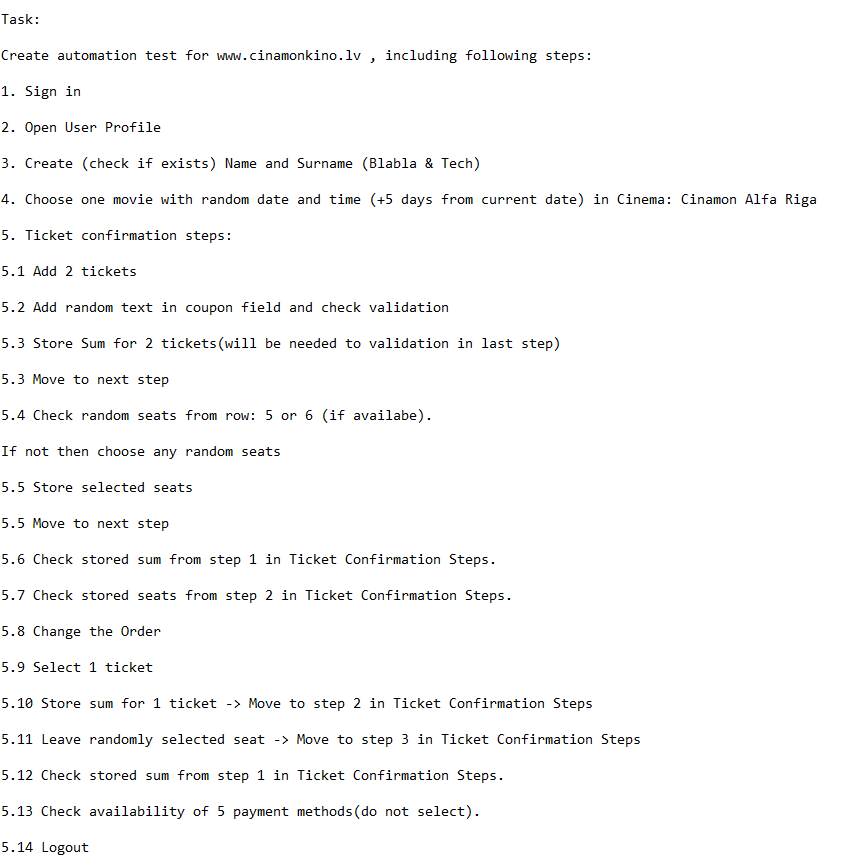 Task:
Create automation test for www.cinamonkino.lv , including following steps:
1. Sign in
2. Open User Profile
3. Create (check if exists) Name and Surname (Blabla & Tech)
4. Choose one movie with random date and time (+5 days from current date) in Cinema: Cinamon Alfa Riga
5. Ticket confirmation steps:
5.1 Add 2 tickets
5.2 Add random text in coupon field and check validation
5.3 Store Sum for 2 tickets(will be needed to validation in last step)
5.3 Move to next step
5.4 Check random seats from row: 5 or 6 (if availabe).
If not then choose any random seats
5.5 Store selected seats
5.5 Move to next step
5.6 Check stored sum from step 1 in Ticket Confirmation Steps.
5.7 Check stored seats from step 2 in Ticket Confirmation Steps.
5.8 Change the Order
5.9 Select 1 ticket
5.10 Store sum for 1 ticket -> Move to step 2 in Ticket Confirmation Steps
5.11 Leave randomly selected seat -> Move to step 3 in Ticket Confirmation Steps
5.12 Check stored sum from step 1 in Ticket Confirmation Steps.
5.13 Check availability of 5 payment methods(do not select).
5.14 Logout